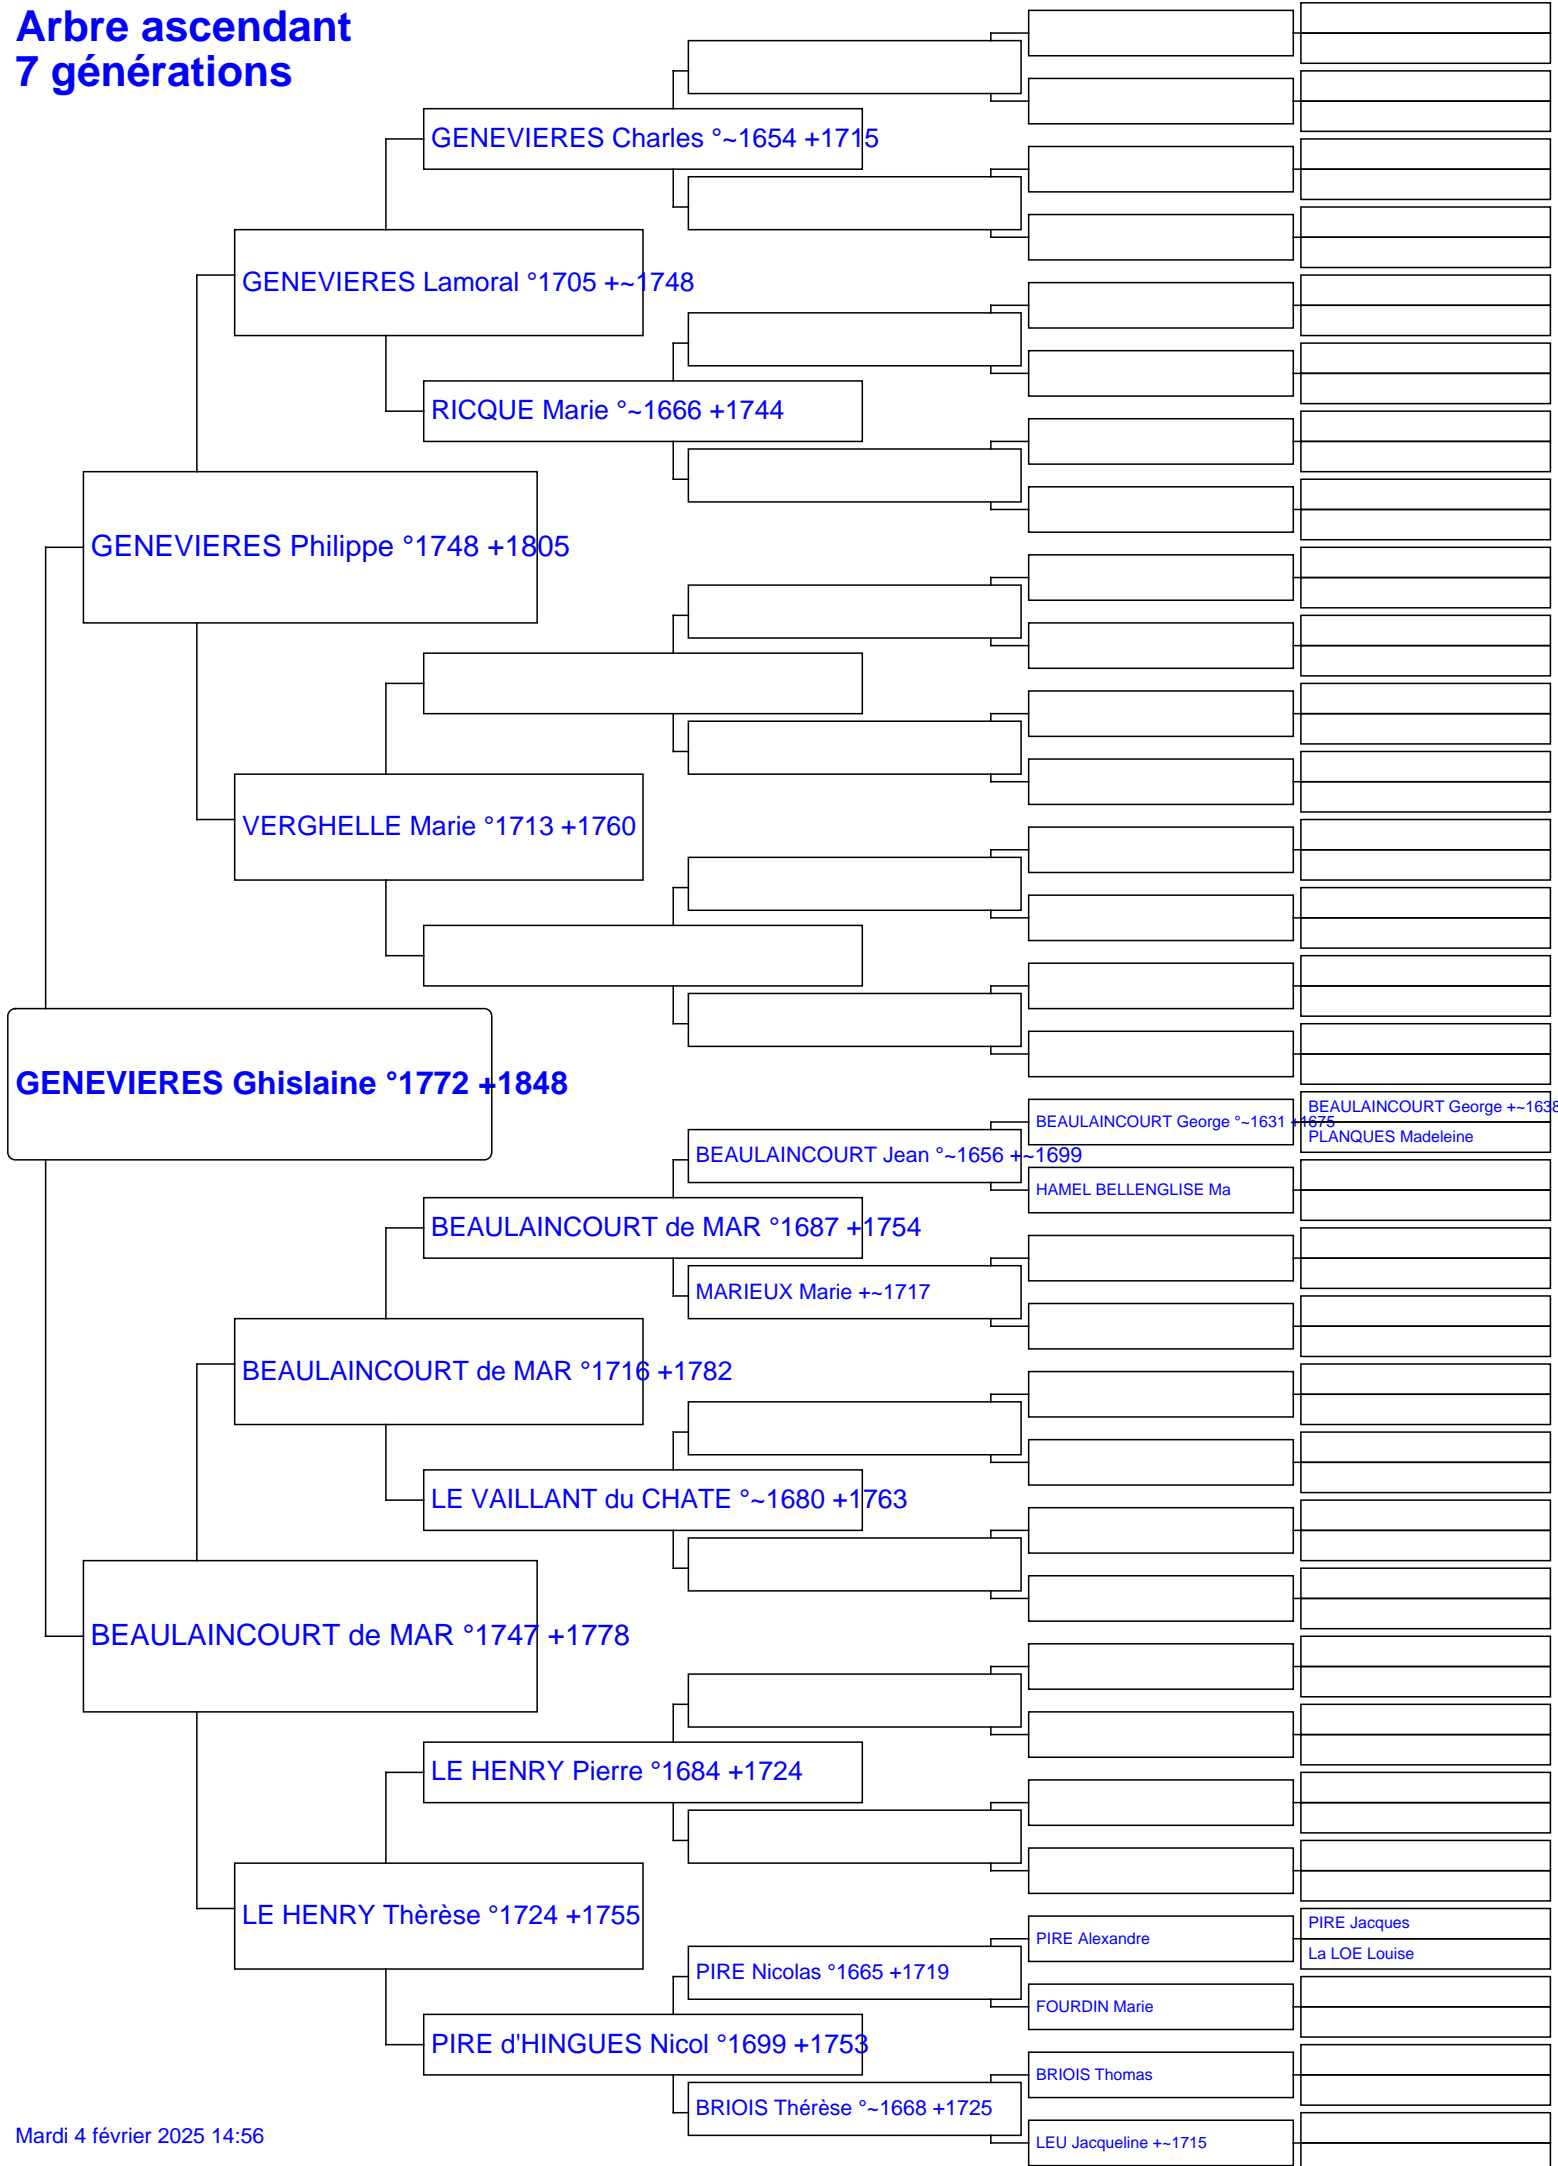 Arbre ascendant
7 générations
GENEVIERES Charles °~1654 +1715
GENEVIERES Lamoral °1705 +~1748
RICQUE Marie °~1666 +1744
GENEVIERES Philippe °1748 +1805
VERGHELLE Marie °1713 +1760
GENEVIERES Ghislaine °1772 +1848
BEAULAINCOURT George +~1638
BEAULAINCOURT George °~1631 +1675
PLANQUES Madeleine
BEAULAINCOURT Jean °~1656 +~1699
HAMEL BELLENGLISE Ma
BEAULAINCOURT de MAR °1687 +1754
MARIEUX Marie +~1717
BEAULAINCOURT de MAR °1716 +1782
LE VAILLANT du CHATE °~1680 +1763
BEAULAINCOURT de MAR °1747 +1778
LE HENRY Pierre °1684 +1724
LE HENRY Thèrèse °1724 +1755
PIRE Jacques
PIRE Alexandre
La LOE Louise
PIRE Nicolas °1665 +1719
FOURDIN Marie
PIRE d'HINGUES Nicol °1699 +1753
BRIOIS Thomas
BRIOIS Thérèse °~1668 +1725
LEU Jacqueline +~1715
Mardi 4 février 2025 14:56